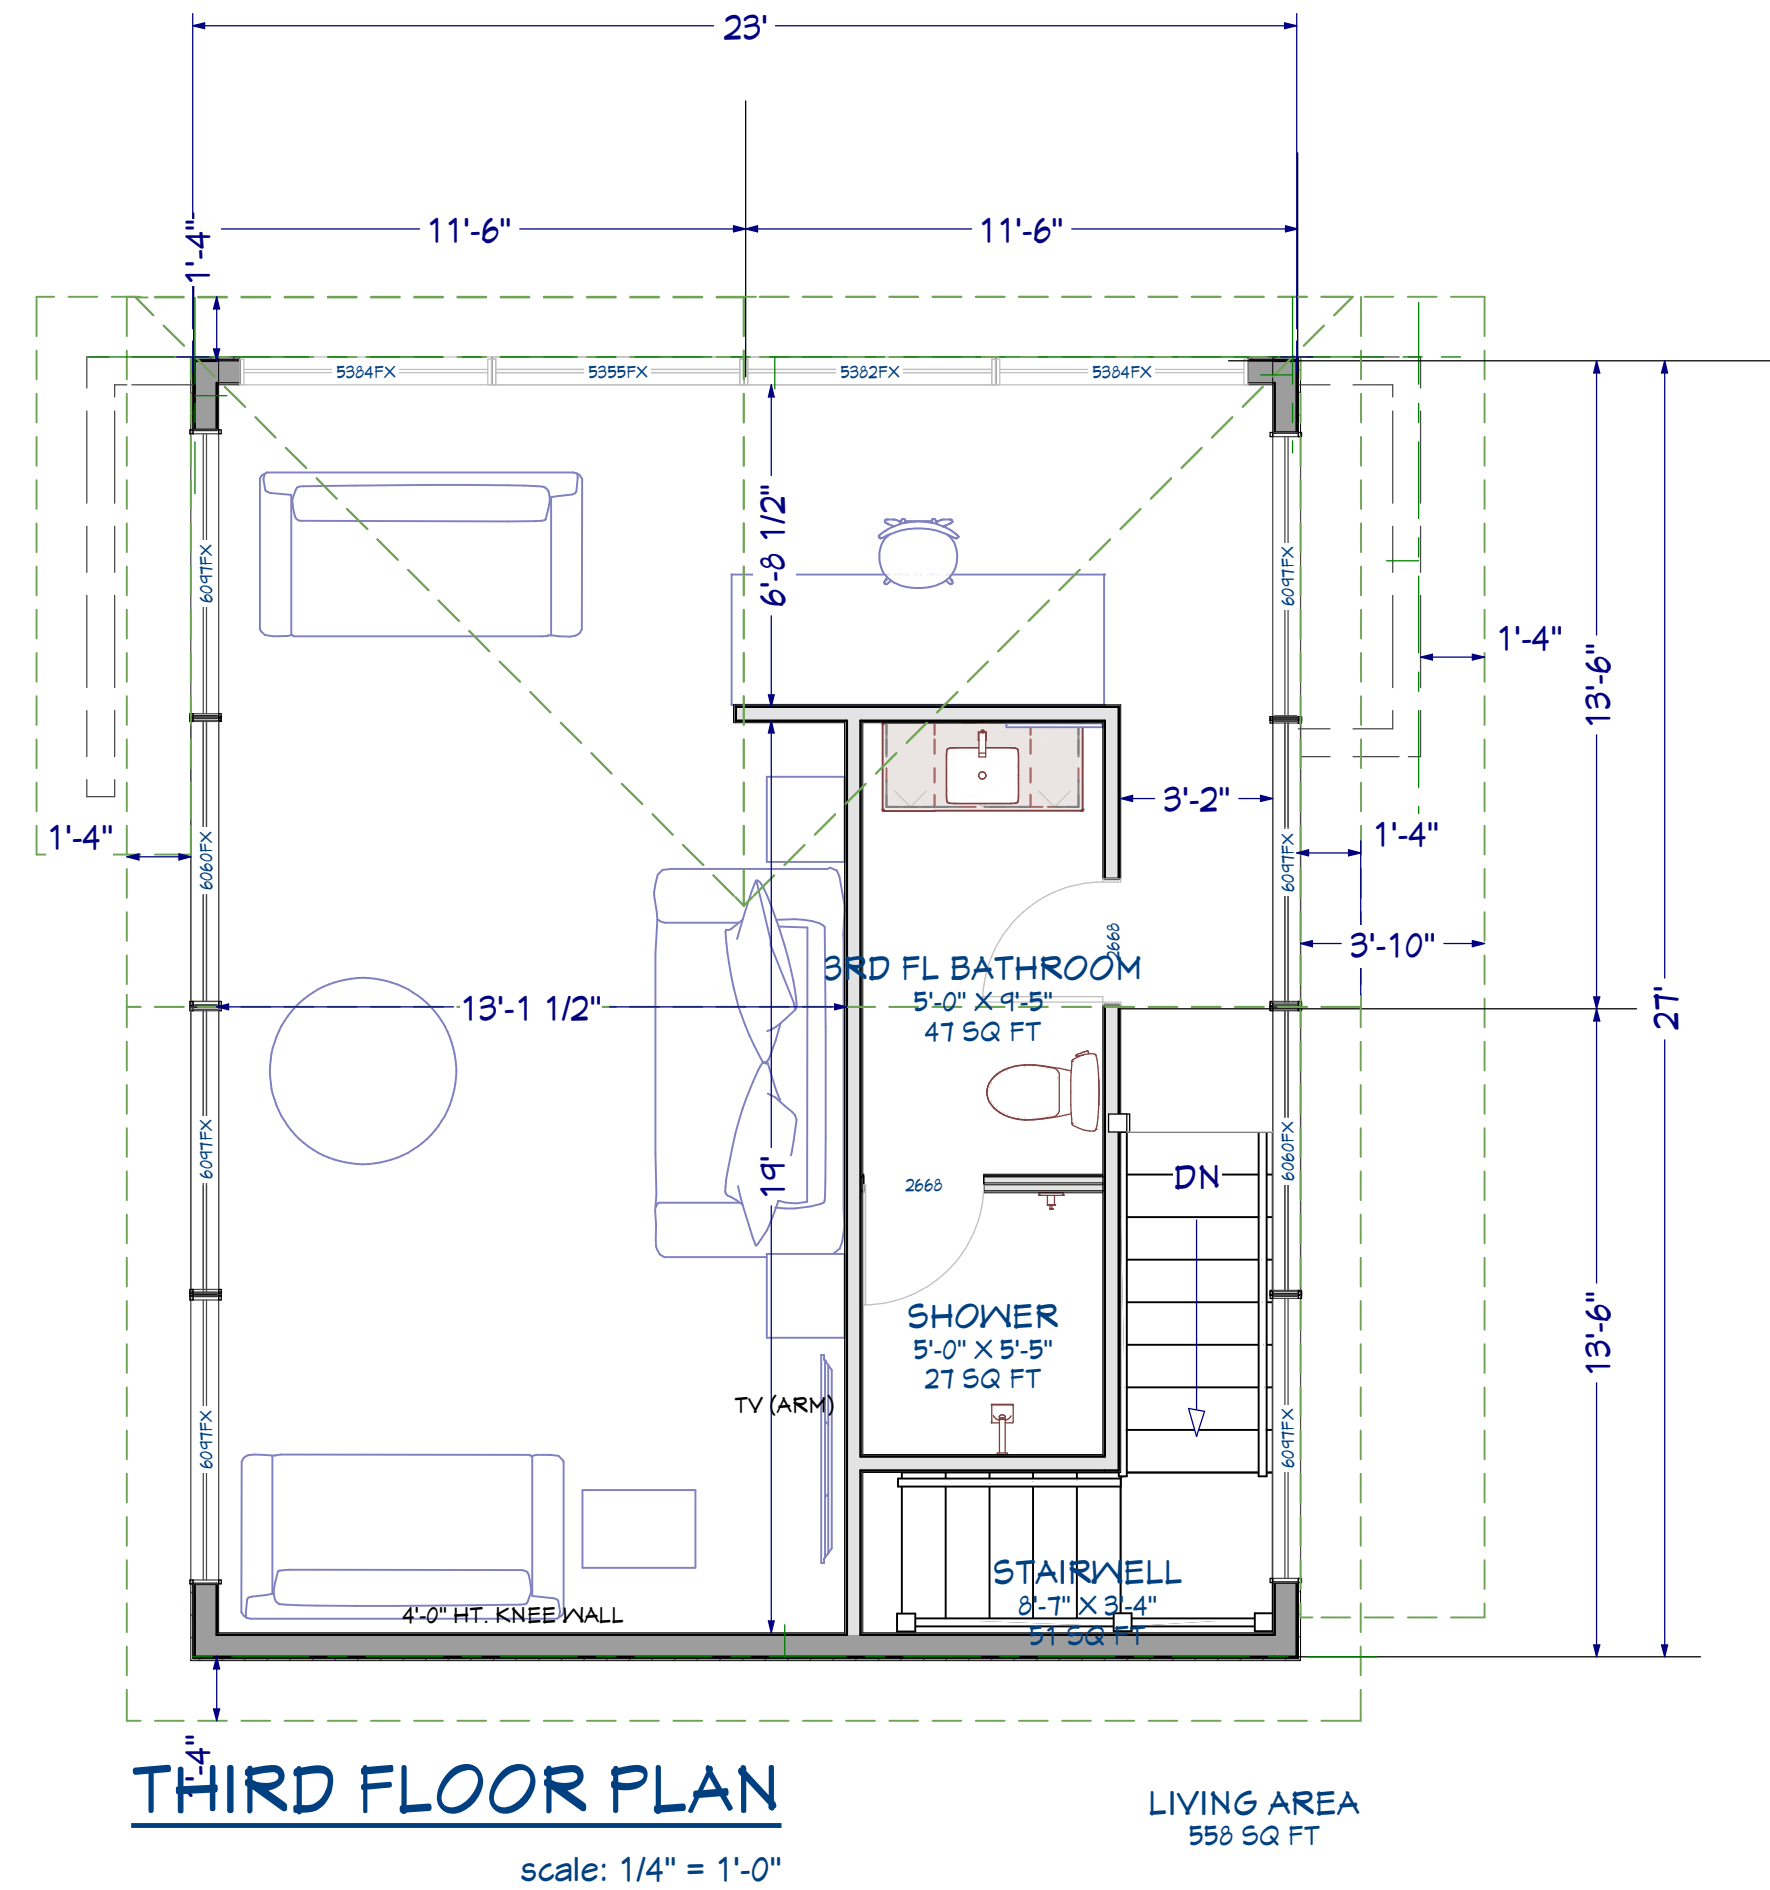 23'
11'-6"
11'-6"
1'-4"
5384FX
5355FX
5382FX
5384FX
6'-8 1/2"
6097FX
6097FX
1'-4"
13'-6"
3'-2"
1'-4"
1'-4"
6060FX
6097FX
2668
3'-10"
3RD FL BATHROOM
5'-0" X 9'-5"
47 SQ FT
13'-1 1/2"
27'
6097FX
6060FX
19'
2668
DN
SHOWER
5'-0" X 5'-5"
27 SQ FT
13'-6"
TV (ARM)
6097FX
6097FX
STAIRWELL
8'-7" X 3'-4"
51 SQ FT
4'-0" HT. KNEE WALL
1'-4"
THIRD FLOOR PLAN
LIVING AREA
558 SQ FT
scale: 1/4" = 1'-0"